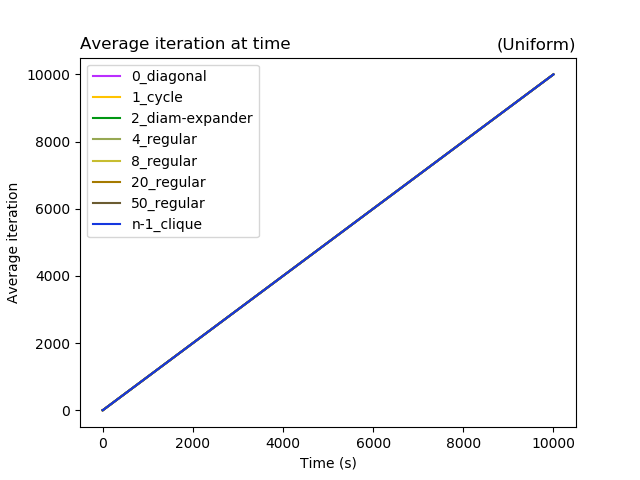 Average iteration at time (Uniform)
0_diagonal
1_cycle
2_diam-expander
4_regular
8_regular
20_regular
50_regular
n-1_clique
Average iteration
10000
8000
6000
4000
2000
0
0 2000 4000 6000 8000 10000
Time (s)